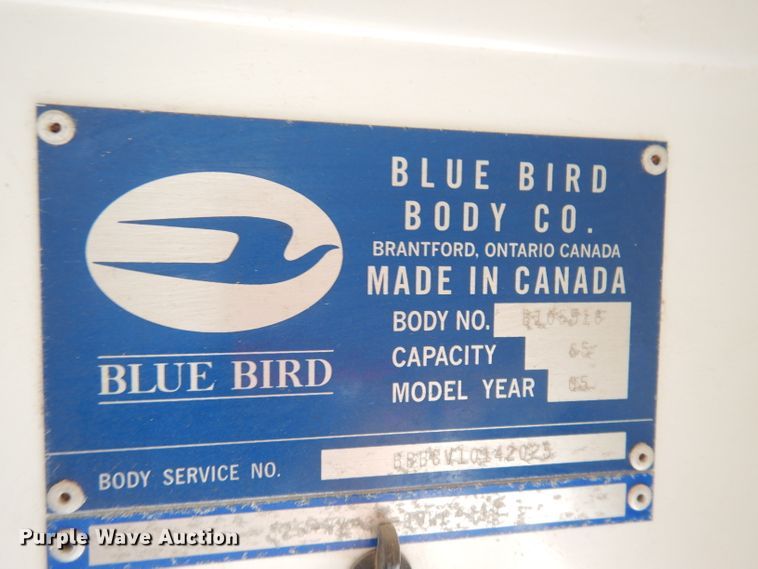 BLUE BIRD
BODY CO.
BRANTFORD, ONTARIO CANADA
MADE IN CANADA
BODY NO.
CAPACITY 65
MODEL YEAR 05
BLUE BIRD
BODY SERVICE NO.
Purple Wave Auction